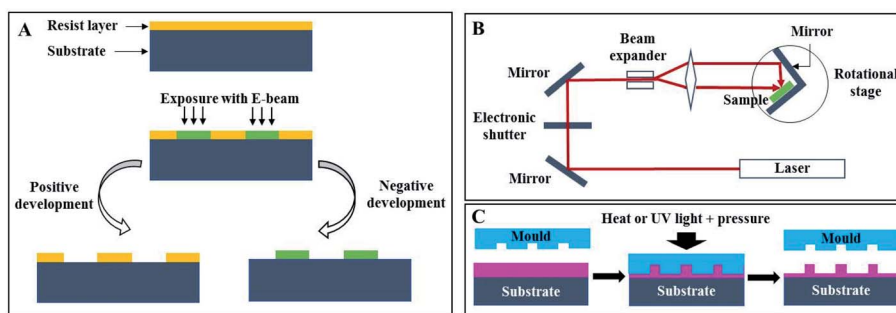 A
Resist layer
Substrate
Exposure with E-beam
Positive
development
Negative
development
B
Beam
expander
Mirror
Mirror
Rotational
stage
Sample
Electronic
shutter
Mirror
Laser
C
Heat or UV light + pressure
Mould
Mould
Substrate
Substrate
Substrate